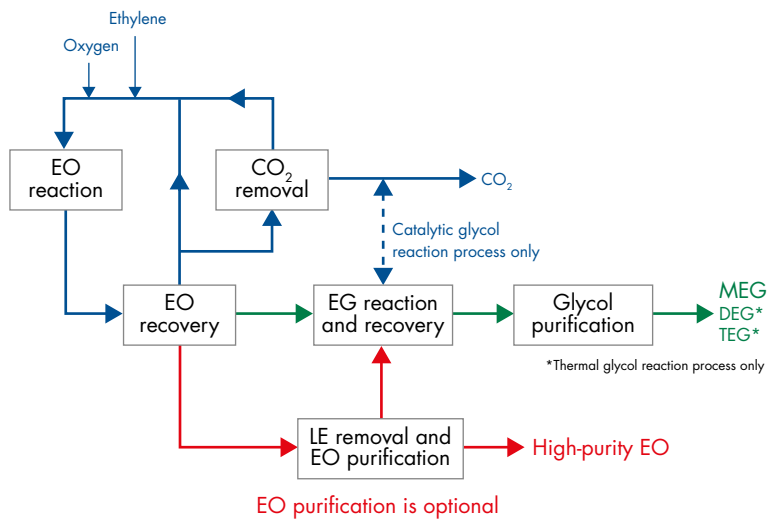 Ethylene
Oxygen
EO
reaction
CO₂
removal
CO₂
Catalytic glycol
reaction process only
EO
recovery
EG reaction
and recovery
Glycol
purification
MEG
DEG*
TEG*
*Thermal glycol reaction process only
LE removal and
EO purification
High-purity EO
EO purification is optional